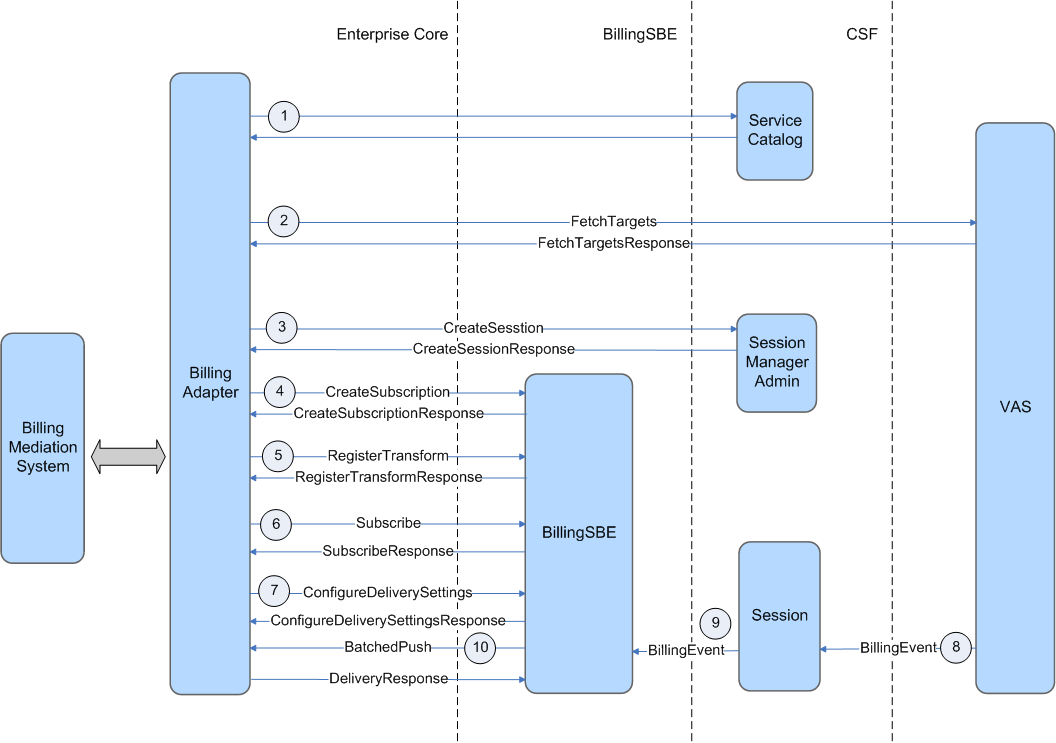 Enterprise Core
BillingSBE
CSF
1
Service
Catalog
2
FetchTargets
FetchTargetsResponse
3
CreateSesstion
CreateSessionResponse
Session
Manager
Admin
Billing
Adapter
4
CreateSubscription
CreateSubscriptionResponse
VAS
Billing
Mediation
System
5
RegisterTransform
RegisterTransformResponse
6
Subscribe
SubscribeResponse
BillingSBE
7
ConfigureDeliverySettings
ConfigureDeliverySettingsResponse
Session
9
10
BatchedPush
BillingEvent
BillingEvent
8
DeliveryResponse